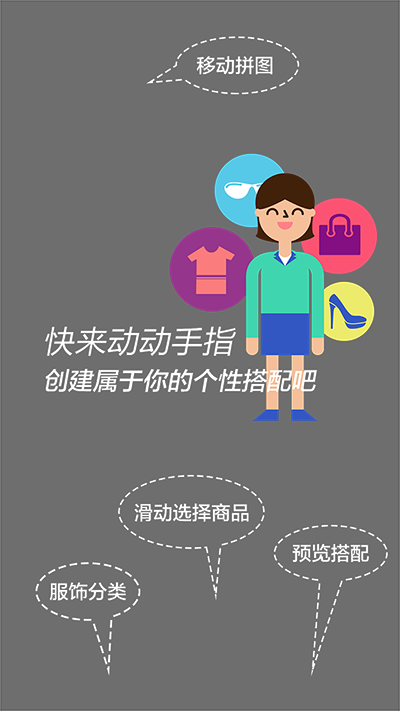 移动拼图
快来动动手指
创建属于你的个性搭配吧
滑动选择商品
预览搭配
服饰分类